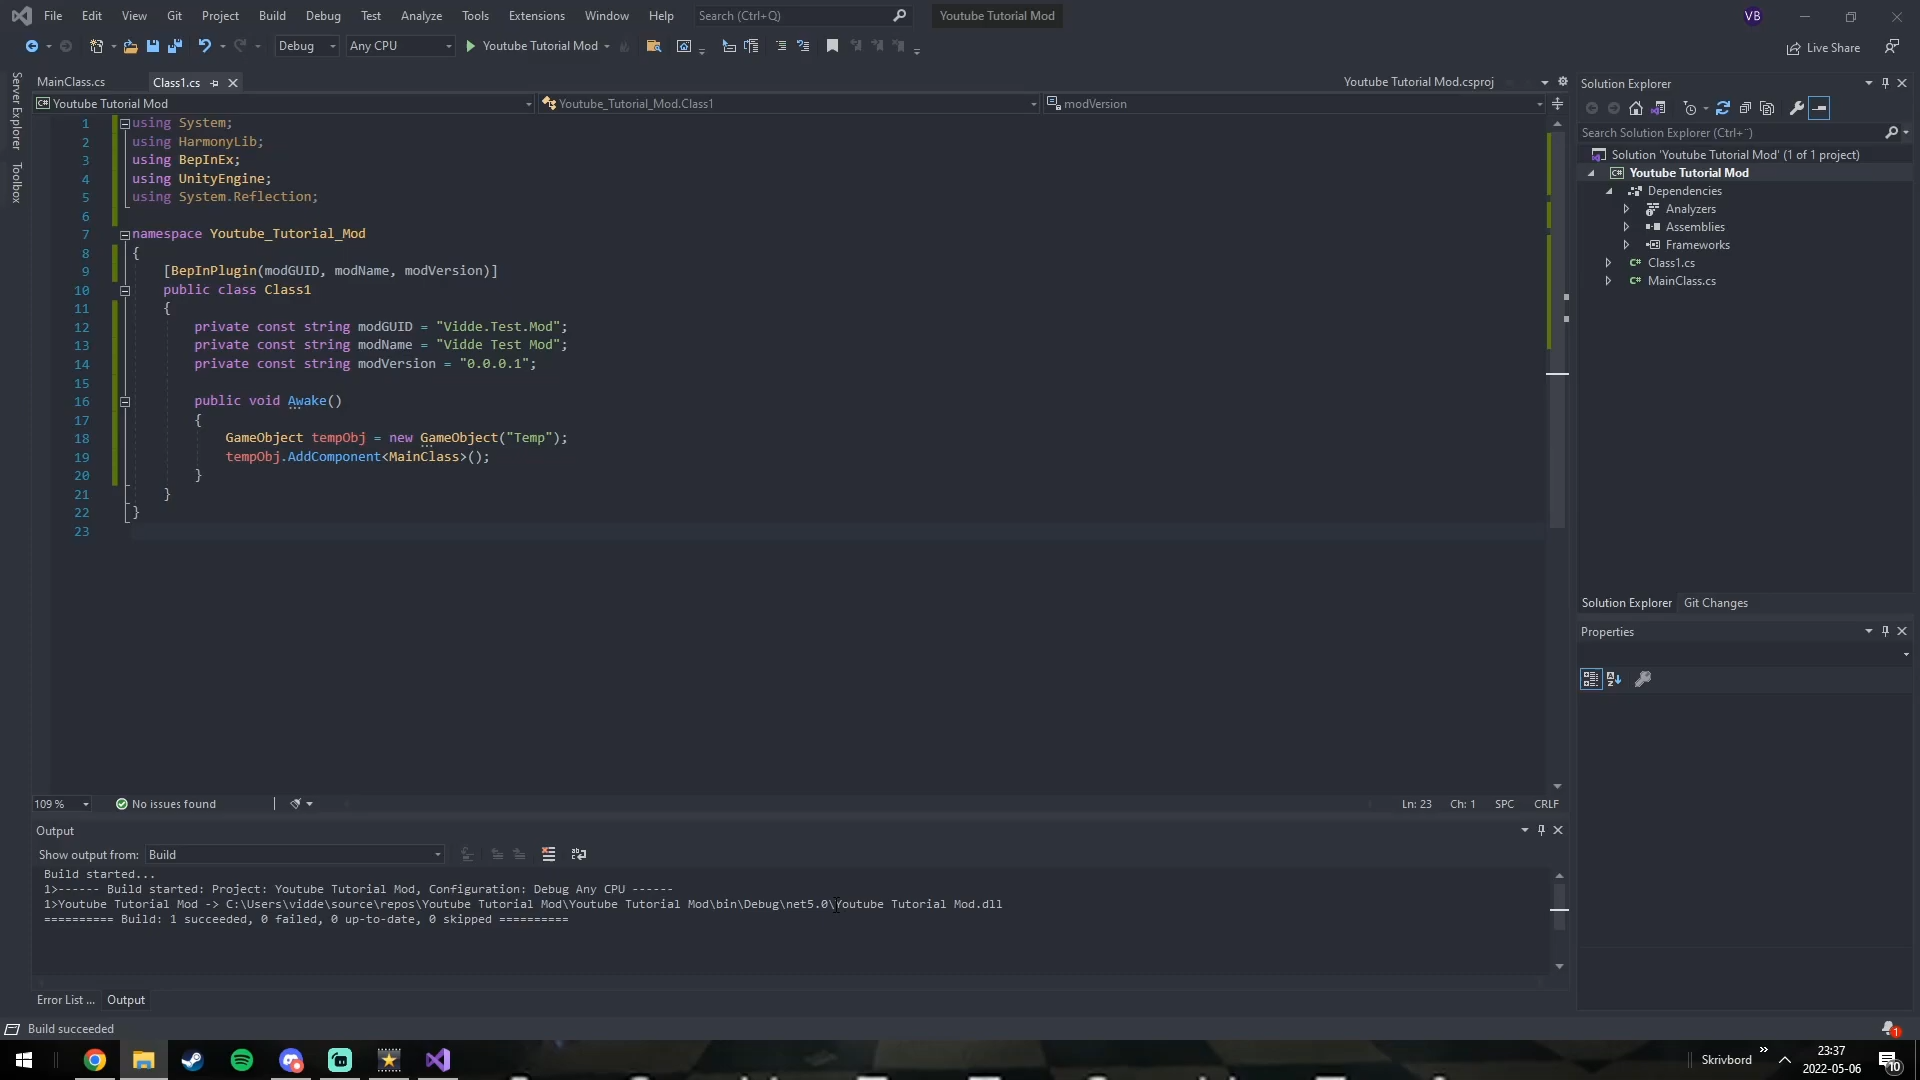 File Edit View Git Project Build Debug Test Analyze Tools Extensions Window Help Search (Ctrl+Q) Youtube Tutorial Mod VB
Debug Any CPU Youtube Tutorial Mod Live Share
MainClass.cs Class1.cs Youtube Tutorial Mod.csproj
Youtube Tutorial Mod Youtube_Tutorial_Mod.Class1 modVersion
Server Explorer
Toolbox
1 using System;
2 using HarmonyLib;
3 using BepInEx;
4 using UnityEngine;
5 using System.Reflection;
6
7 namespace Youtube_Tutorial_Mod
8 {
9 [BepInPlugin(modGUID, modName, modVersion)]
10 public class Class1
11 {
12 private const string modGUID = "Vidde.Test.Mod";
13 private const string modName = "Vidde Test Mod";
14 private const string modVersion = "0.0.0.1";
15
16 public void Awake()
17 {
18 GameObject tempObj = new GameObject("Temp");
19 tempObj.AddComponent<MainClass>();
20 }
21 }
22 }
23
109 % No issues found Ln: 23 Ch: 1 SPC CRLF
Output
Show output from: Build
Build started...
1>------ Build started: Project: Youtube Tutorial Mod, Configuration: Debug Any CPU ------
1>Youtube Tutorial Mod -> C:\Users\vidde\source\repos\Youtube Tutorial Mod\Youtube Tutorial Mod\bin\Debug\net5.0\Youtube Tutorial Mod.dll
========== Build: 1 succeeded, 0 failed, 0 up-to-date, 0 skipped ==========
Error List ... Output
Build succeeded
Solution Explorer
Search Solution Explorer (Ctrl+¨)
Solution 'Youtube Tutorial Mod' (1 of 1 project)
Youtube Tutorial Mod
Dependencies
Analyzers
Assemblies
Frameworks
Class1.cs
MainClass.cs
Solution Explorer Git Changes
Properties
1
Skrivbord
23:37
2022-05-06
10